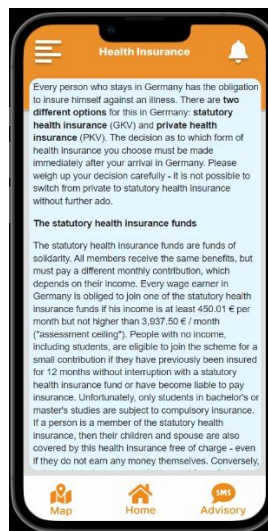 Health Insurance
Every person who stays in Germany has the obligation
to insure himself against an illness. There are two
different options for this in Germany: statutory
health insurance (GKV) and private health
insurance (PKV). The decision as to which form of
health insurance you choose must be made
immediately after your arrival in Germany. Please
weigh up your decision carefully - it is not possible to
switch from private to statutory health insurance
without further ado.
The statutory health insurance funds
The statutory health insurance funds are funds of
solidarity. All members receive the same benefits, but
must pay a different monthly contribution, which
depends on their income. Every wage earner in
Germany is obliged to join one of the statutory health
insurance funds if his income is at least 450.01 € per
month but not higher than 3,937.50 € / month
("assessment ceiling"). People with no income,
including students, are eligible to join the scheme for a
small contribution if they have previously been insured
for 12 months without interruption with a statutory
health insurance fund or have become liable to pay
insurance. Unfortunately, only students in bachelor's or
master's studies are subject to compulsory insurance.
If a person is a member of the statutory health
insurance, then their children and spouse are also
covered by this health insurance free of charge - even
if they do not earn any money themselves. Conversely,
Map
Home
SMS
Advisory